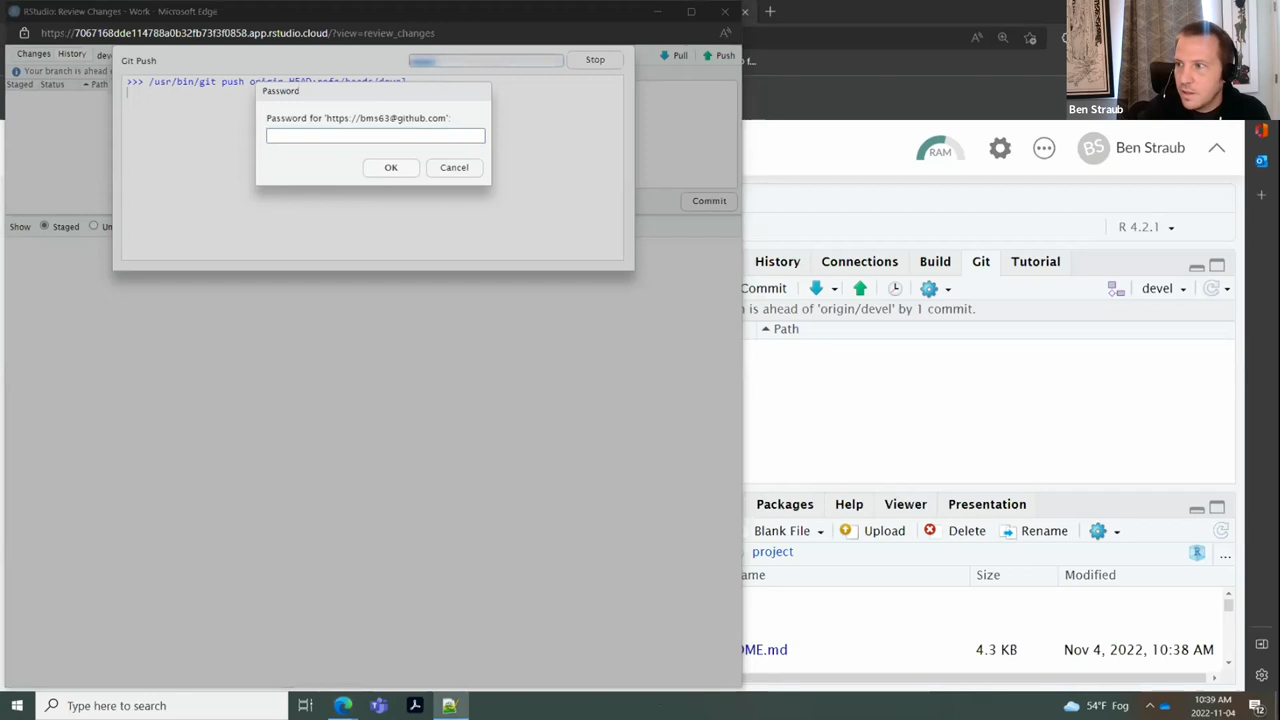 RStudio: Review Changes - Work - Microsoft Edge
https://7067168dde114788a0b32fb73f3f0858.app.rstudio.cloud/?view=review_changes
Changes History dev
Git Push
Stop
Pull
Push
Your branch is ahead
>>> /usr/bin/git push origin HEAD:refs/heads/devel
Staged Status Path
Password
Password for 'https://bms63@github.com':
OK
Cancel
Commit
Show Staged Un
Ben Straub
RAM
BS
Ben Straub
R 4.2.1
History Connections Build Git Tutorial
Commit
devel
is ahead of 'origin/devel' by 1 commit.
Path
Packages Help Viewer Presentation
Blank File Upload Delete Rename
project
R
...
ame Size Modified
OME.md 4.3 KB Nov 4, 2022, 10:38 AM
Type here to search
54°F Fog
10:39 AM
2022-11-04
12